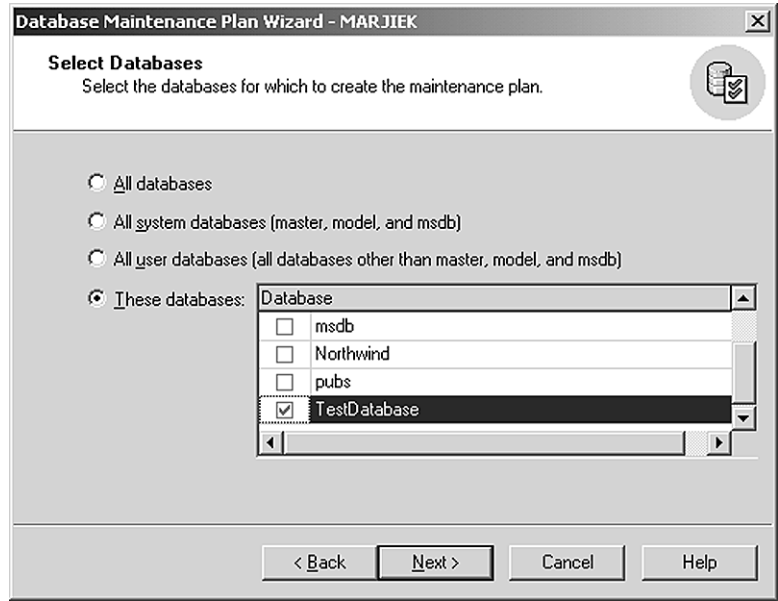 Database Maintenance Plan Wizard - MARJIEK
Select Databases
Select the databases for which to create the maintenance plan.
All databases
All system databases (master, model, and msdb)
All user databases (all databases other than master, model, and msdb)
These databases:
Database
msdb
Northwind
pubs
TestDatabase
< Back
Next >
Cancel
Help